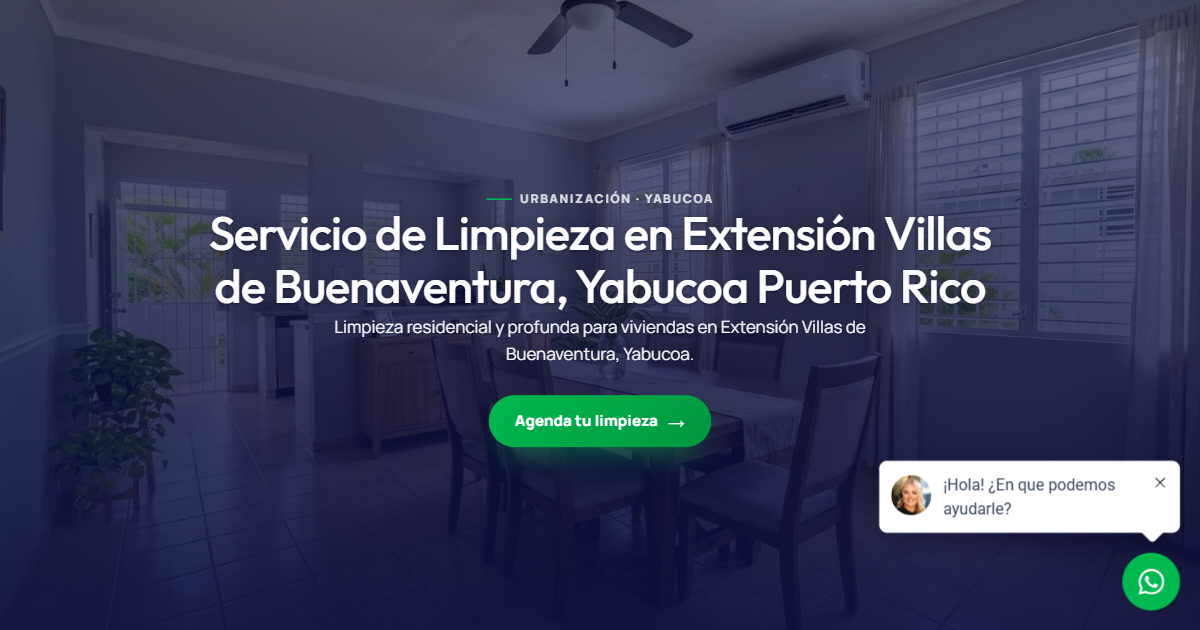 URBANIZACIÓN · YABUCOA
Servicio de Limpieza en Extensión Villas
de Buenaventura, Yabucoa Puerto Rico
Limpieza residencial y profunda para viviendas en Extensión Villas de
Buenaventura, Yabucoa.
Agenda tu limpieza →
¡Hola! ¿En que podemos
ayudarle?